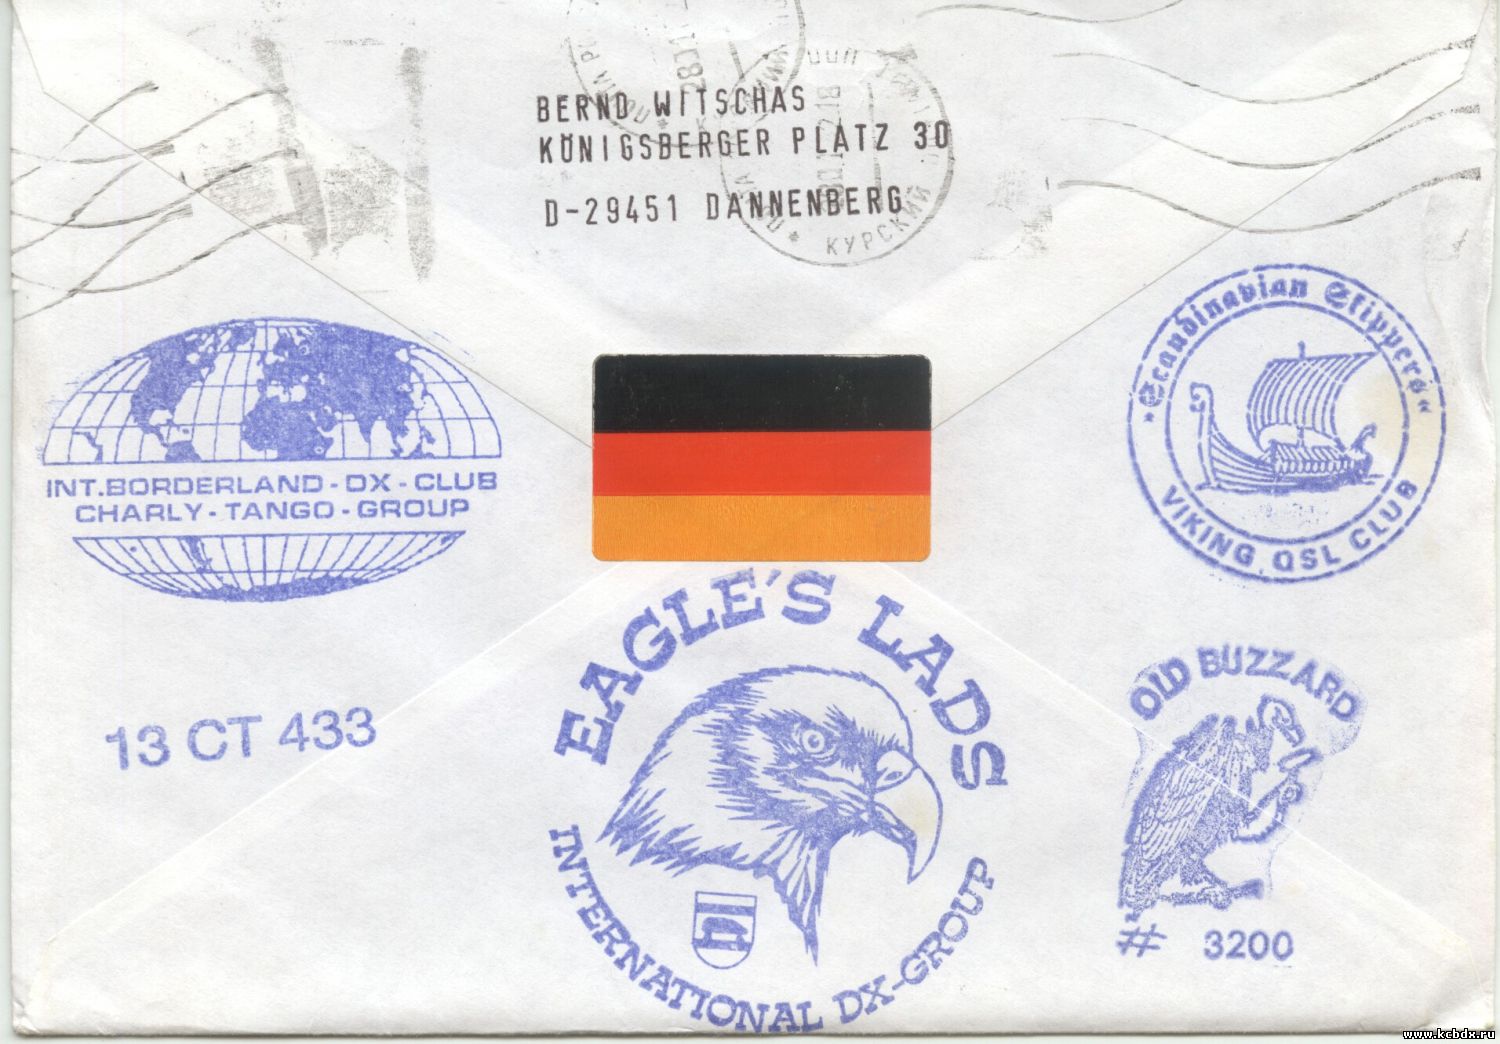 BERND WITSCHAS
KÖNIGSBERGER PLATZ 30
D-29451 DANNENBERG
КУРСКИЙ
Scandinavian Skippers
VIKING QSL CLUB
INT.BORDERLAND-DX-CLUB
CHARLY-TANGO-GROUP
13 CT 433
EAGLE'S LADS
INTERNATIONAL DX-GROUP
OLD BUZZARD
# 3200
www.kcbdx.ru